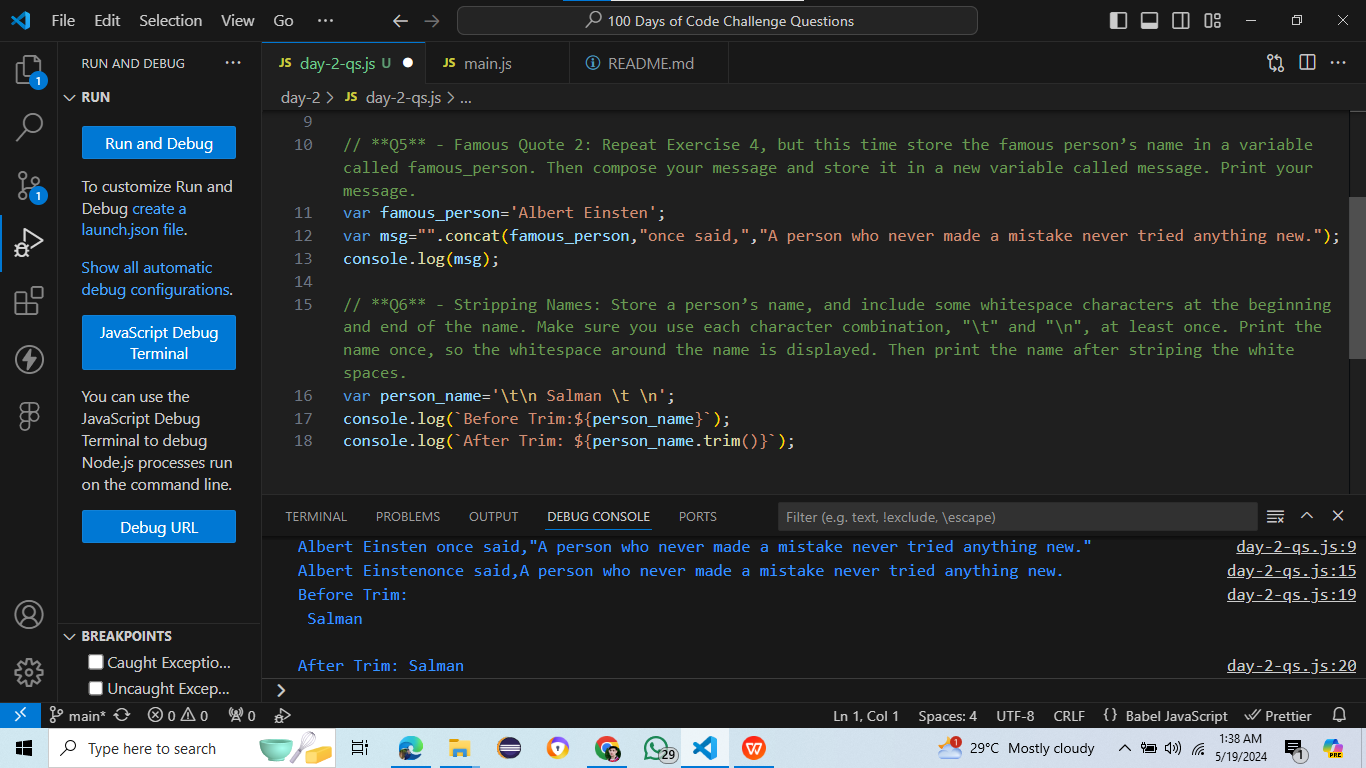 File Edit Selection View Go ··· 100 Days of Code Challenge Questions
RUN AND DEBUG ···
JS day-2-qs.js U JS main.js README.md ···
1
RUN
day-2 > JS day-2-qs.js > ...
9
Run and Debug
10 // **Q5** - Famous Quote 2: Repeat Exercise 4, but this time store the famous person’s name in a variable
called famous_person. Then compose your message and store it in a new variable called message. Print your
message.
To customize Run and
Debug create a
launch.json file.
1
11 var famous_person='Albert Einsten';
12 var msg="".concat(famous_person,"once said,","A person who never made a mistake never tried anything new.");
13 console.log(msg);
14
Show all automatic
debug configurations.
15 // **Q6** - Stripping Names: Store a person’s name, and include some whitespace characters at the beginning
and end of the name. Make sure you use each character combination, "\t" and "\n", at least once. Print the
name once, so the whitespace around the name is displayed. Then print the name after striping the white
spaces.
JavaScript Debug
Terminal
16 var person_name='\t\n Salman \t \n';
17 console.log(`Before Trim:${person_name}`);
18 console.log(`After Trim: ${person_name.trim()}`);
You can use the
JavaScript Debug
Terminal to debug
Node.js processes run
on the command line.
Debug URL
TERMINAL PROBLEMS OUTPUT DEBUG CONSOLE PORTS Filter (e.g. text, !exclude, \escape)
Albert Einsten once said,"A person who never made a mistake never tried anything new." day-2-qs.js:9
Albert Einstenonce said,A person who never made a mistake never tried anything new. day-2-qs.js:15
Before Trim: day-2-qs.js:19
Salman
After Trim: Salman day-2-qs.js:20
>
BREAKPOINTS
Caught Exceptio...
Uncaught Excep...
main* 0 0 0 Ln 1, Col 1 Spaces: 4 UTF-8 CRLF {} Babel JavaScript Prettier
Type here to search 29 1 29°C Mostly cloudy 1:38 AM 1 PRE
5/19/2024